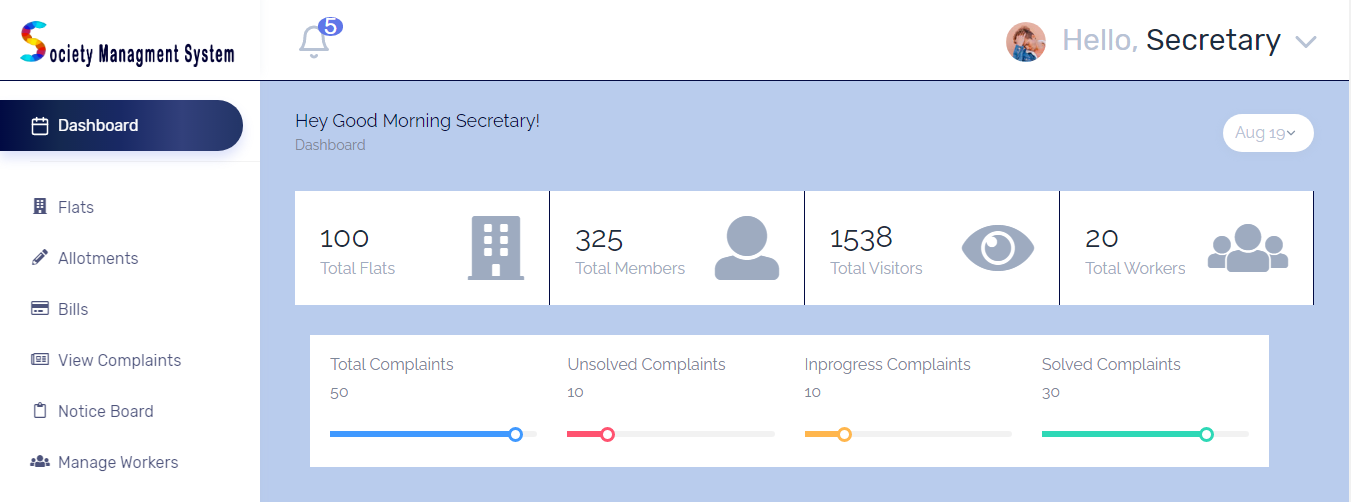 Society Managment System
5
Hello, Secretary
Dashboard
Flats
Allotments
Bills
View Complaints
Notice Board
Manage Workers
Hey Good Morning Secretary!
Dashboard
Aug 19
100
Total Flats
325
Total Members
1538
Total Visitors
20
Total Workers
Total Complaints
50
Unsolved Complaints
10
Inprogress Complaints
10
Solved Complaints
30